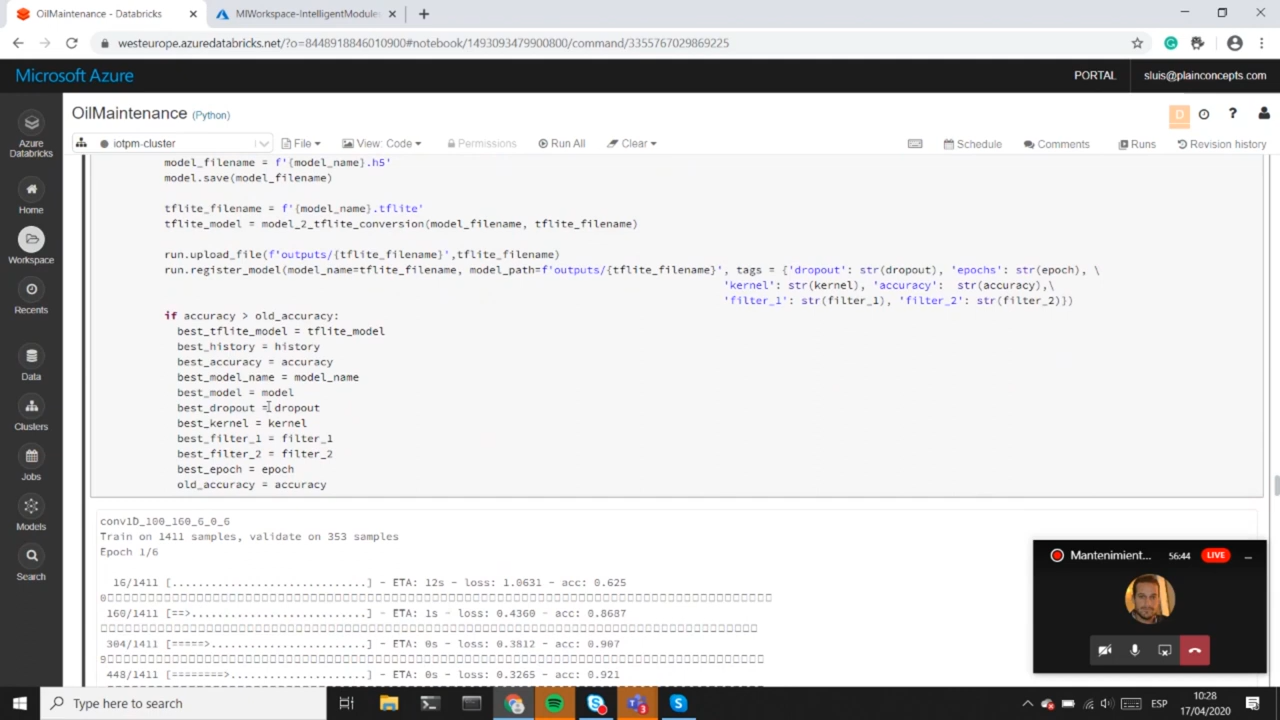 OilMaintenance - Databricks
MlWorkspace-IntelligentModules
westeurope.azuredatabricks.net/?o=8448918846010900#notebook/1493093479900800/command/3355767029869225
Microsoft Azure
PORTAL
sluis@plainconcepts.com
OilMaintenance (Python)
D
iotpm-cluster
File
View: Code
Permissions
Run All
Clear
Schedule
Comments
Runs
Revision history
Azure Databricks
Home
Workspace
Recents
Data
Clusters
Jobs
Models
Search
model_filename = f'{model_name}.h5'
model.save(model_filename)
tflite_filename = f'{model_name}.tflite'
tflite_model = model_2_tflite_conversion(model_filename, tflite_filename)
run.upload_file(f'outputs/{tflite_filename}',tflite_filename)
run.register_model(model_name=tflite_filename, model_path=f'outputs/{tflite_filename}', tags = {'dropout': str(dropout), 'epochs': str(epoch), \
'kernel': str(kernel), 'accuracy':  str(accuracy),\
'filter_1': str(filter_1), 'filter_2': str(filter_2)})
if accuracy > old_accuracy:
best_tflite_model = tflite_model
best_history = history
best_accuracy = accuracy
best_model_name = model_name
best_model = model
best_dropout = dropout
best_kernel = kernel
best_filter_1 = filter_1
best_filter_2 = filter_2
best_epoch = epoch
old_accuracy = accuracy
conv1D_100_160_6_0_6
Train on 1411 samples, validate on 353 samples
Epoch 1/6
16/1411 [..............................] - ETA: 12s - loss: 1.0631 - acc: 0.625
160/1411 [==>...........................] - ETA: 1s - loss: 0.4360 - acc: 0.8687
304/1411 [=====>........................] - ETA: 0s - loss: 0.3812 - acc: 0.907
448/1411 [========>.....................] - ETA: 0s - loss: 0.3265 - acc: 0.921
Mantenimient...
56:44
LIVE
Type here to search
ESP
10:28
17/04/2020